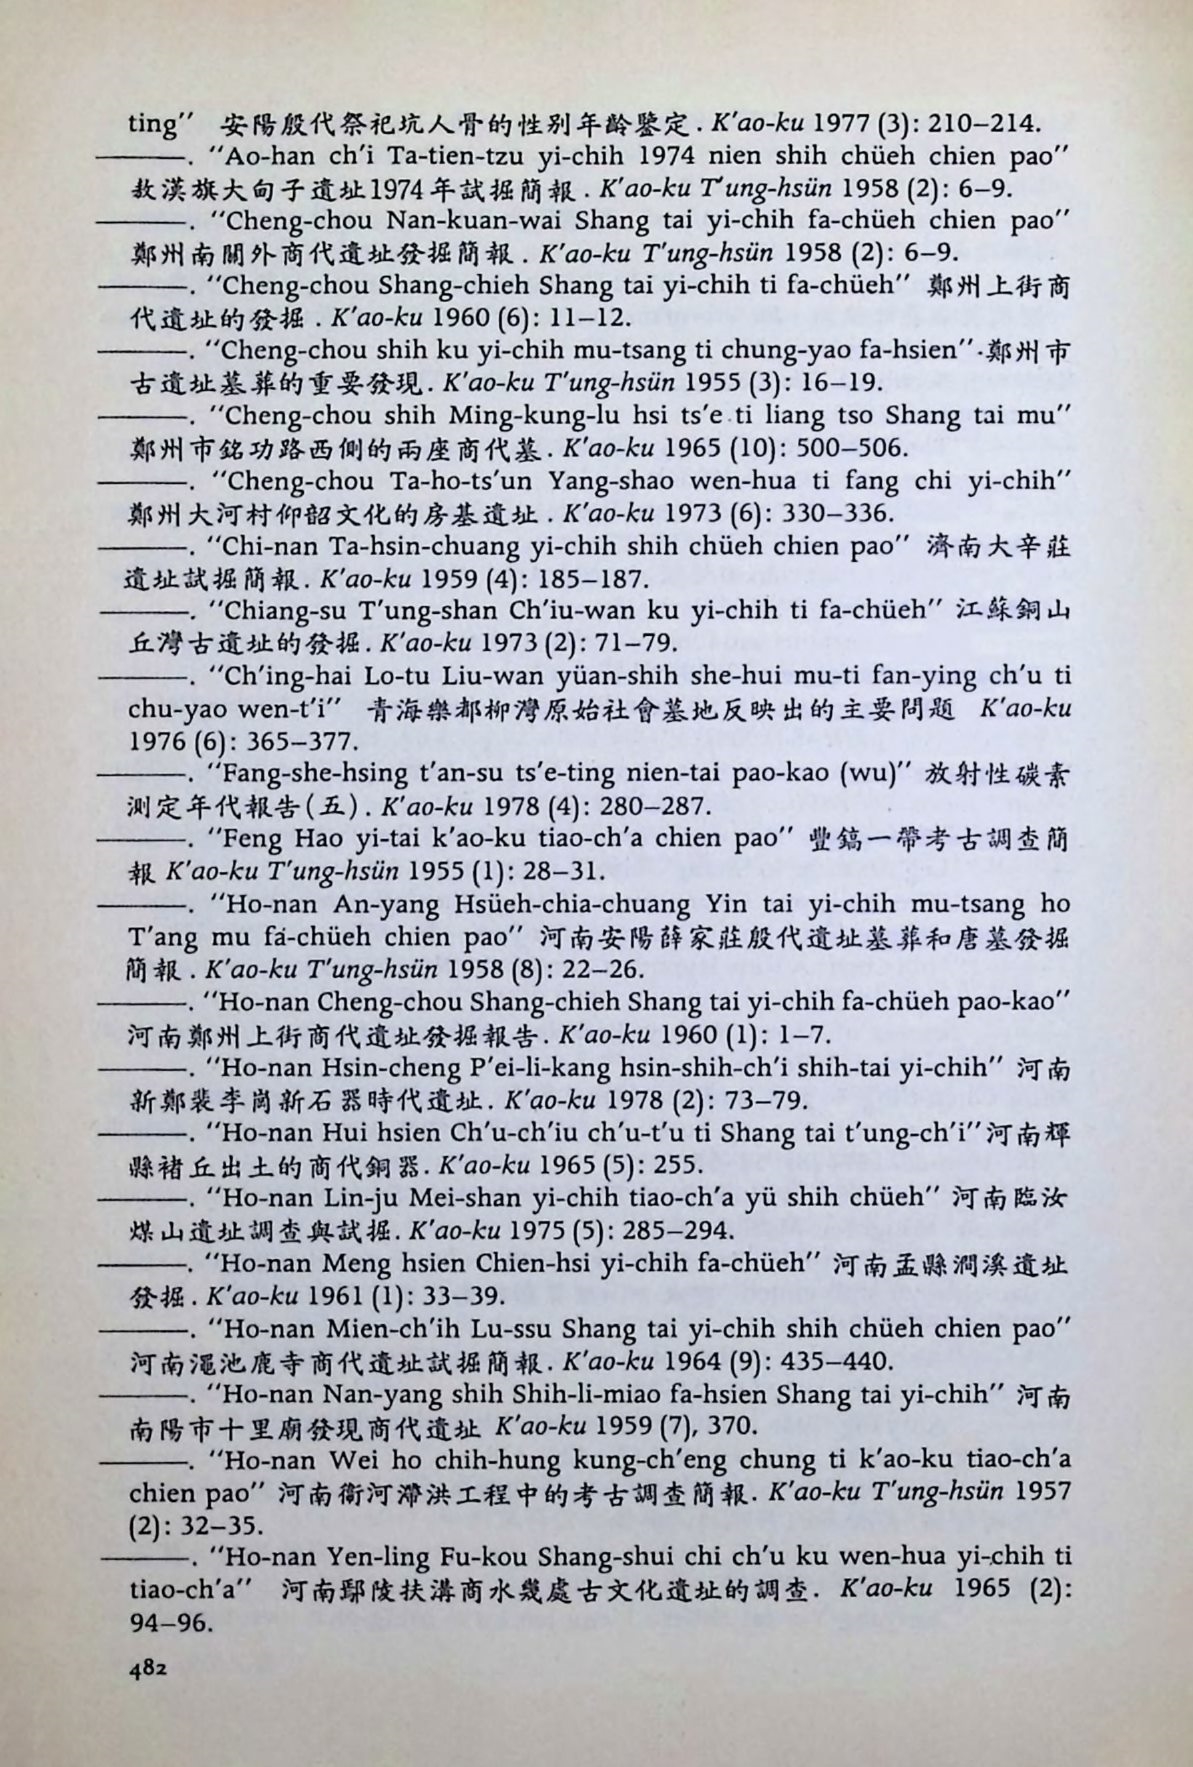 ting” 安陽殷代祭祀坑人骨的性别年齡鑒定. K'ao-ku 1977 (3): 210–214.
———. “Ao-han ch'i Ta-tien-tzu yi-chih 1974 nien shih chüeh chien pao”
敖漢旗大甸子遺址1974年試掘簡報. K'ao-ku T'ung-hsün 1958 (2): 6–9.
———. “Cheng-chou Nan-kuan-wai Shang tai yi-chih fa-chüeh chien pao”
鄭州南關外商代遺址發掘簡報. K'ao-ku T'ung-hsün 1958 (2): 6–9.
———. “Cheng-chou Shang-chieh Shang tai yi-chih ti fa-chüeh” 鄭州上街商
代遺址的發掘. K'ao-ku 1960 (6): 11–12.
———. “Cheng-chou shih ku yi-chih mu-tsang ti chung-yao fa-hsien” 鄭州市
古遺址墓葬的重要發現. K'ao-ku T'ung-hsün 1955 (3): 16–19.
———. “Cheng-chou shih Ming-kung-lu hsi ts'e ti liang tso Shang tai mu”
鄭州市銘功路西側的兩座商代墓. K'ao-ku 1965 (10): 500–506.
———. “Cheng-chou Ta-ho-ts'un Yang-shao wen-hua ti fang chi yi-chih”
鄭州大河村仰韶文化的房基遺址. K'ao-ku 1973 (6): 330–336.
———. “Chi-nan Ta-hsin-chuang yi-chih shih chüeh chien pao” 濟南大辛莊
遺址試掘簡報. K'ao-ku 1959 (4): 185–187.
———. “Chiang-su T'ung-shan Ch'iu-wan ku yi-chih ti fa-chüeh” 江蘇銅山
丘灣古遺址的發掘. K'ao-ku 1973 (2): 71–79.
———. “Ch'ing-hai Lo-tu Liu-wan yüan-shih she-hui mu-ti fan-ying ch'u ti
chu-yao wen-t'i” 青海樂都柳灣原始社會墓地反映出的主要問題 K'ao-ku
1976 (6): 365–377.
———. “Fang-she-hsing t'an-su ts'e-ting nien-tai pao-kao (wu)” 放射性碳素
測定年代報告(五). K'ao-ku 1978 (4): 280–287.
———. “Feng Hao yi-tai k'ao-ku tiao-ch'a chien pao” 豐鎬一帶考古調查簡
報 K'ao-ku T'ung-hsün 1955 (1): 28–31.
———. “Ho-nan An-yang Hsüeh-chia-chuang Yin tai yi-chih mu-tsang ho
T'ang mu fa-chüeh chien pao” 河南安陽薛家莊殷代遺址墓葬和唐墓發掘
簡報. K'ao-ku T'ung-hsün 1958 (8): 22–26.
———. “Ho-nan Cheng-chou Shang-chieh Shang tai yi-chih fa-chüeh pao-kao”
河南鄭州上街商代遺址發掘報告. K'ao-ku 1960 (1): 1–7.
———. “Ho-nan Hsin-cheng P'ei-li-kang hsin-shih-ch'i shih-tai yi-chih” 河南
新鄭裴李崗新石器時代遺址. K'ao-ku 1978 (2): 73–79.
———. “Ho-nan Hui hsien Ch'u-ch'iu ch'u-t'u ti Shang tai t'ung-ch'i” 河南輝
縣褚丘出土的商代銅器. K'ao-ku 1965 (5): 255.
———. “Ho-nan Lin-ju Mei-shan yi-chih tiao-ch'a yü shih chüeh” 河南臨汝
煤山遺址調查與試掘. K'ao-ku 1975 (5): 285–294.
———. “Ho-nan Meng hsien Chien-hsi yi-chih fa-chüeh” 河南孟縣澗溪遺址
發掘. K'ao-ku 1961 (1): 33–39.
———. “Ho-nan Mien-ch'ih Lu-ssu Shang tai yi-chih shih chüeh chien pao”
河南澠池鹿寺商代遺址試掘簡報. K'ao-ku 1964 (9): 435–440.
———. “Ho-nan Nan-yang shih Shih-li-miao fa-hsien Shang tai yi-chih” 河南
南陽市十里廟發現商代遺址 K'ao-ku 1959 (7), 370.
———. “Ho-nan Wei ho chih-hung kung-ch'eng chung ti k'ao-ku tiao-ch'a
chien pao” 河南衞河滯洪工程中的考古調查簡報. K'ao-ku T'ung-hsün 1957
(2): 32–35.
———. “Ho-nan Yen-ling Fu-kou Shang-shui chi ch'u ku wen-hua yi-chih ti
tiao-ch'a” 河南鄢陵扶溝商水幾處古文化遺址的調查. K'ao-ku 1965 (2):
94–96.
482